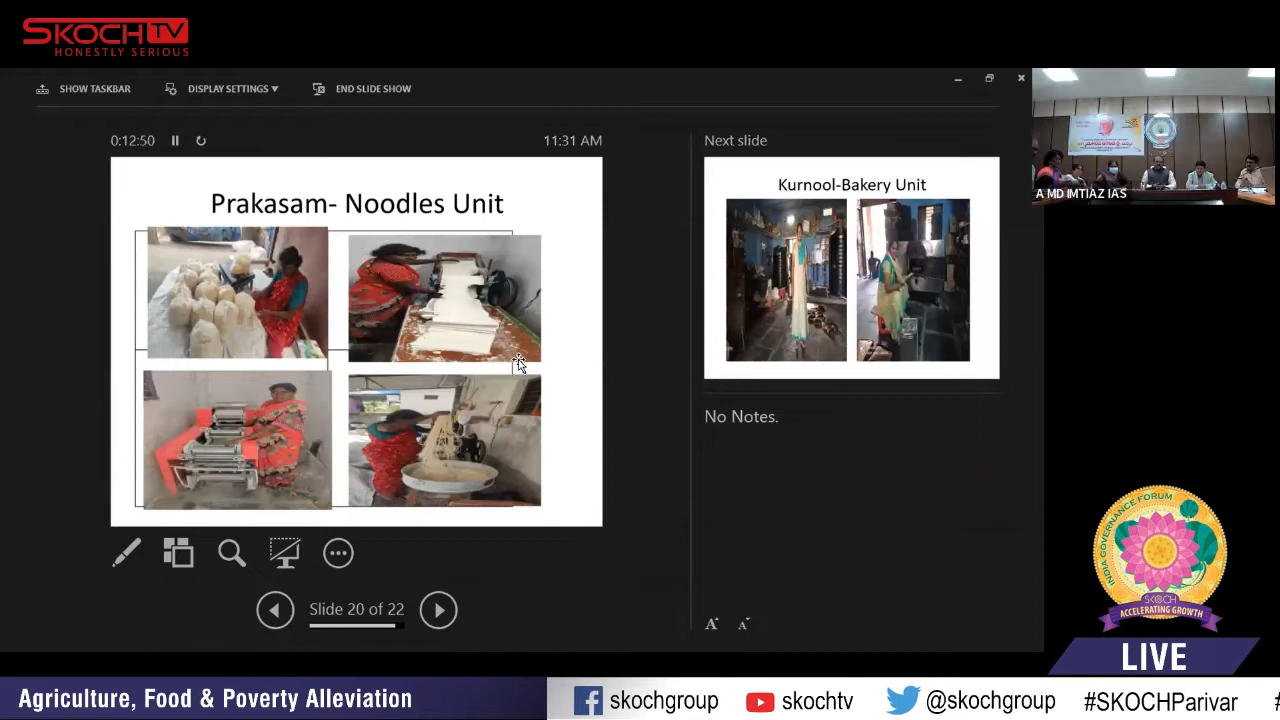 SKOCH TV
HONESTLY SERIOUS
SHOW TASKBAR
DISPLAY SETTINGS ▼
END SLIDE SHOW
0:12:50
11:31 AM
Next slide
Prakasam- Noodles Unit
Kurnool-Bakery Unit
A MD IMTIAZ IAS
No Notes.
Slide 20 of 22
A A
INDIA GOVERNANCE FORUM
SKOCH
ACCELERATING GROWTH
LIVE
Agriculture, Food & Poverty Alleviation
skochgroup
skochtv
@skochgroup
#SKOCHParivar
#